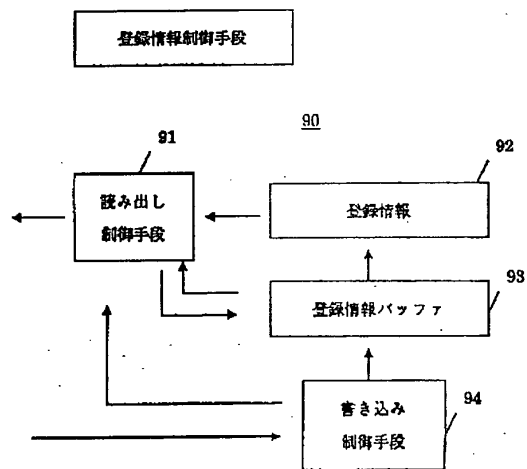 登録情報制御手段
90
91
読み出し
制御手段
92
登録情報
93
登録情報バッファ
書き込み
制御手段
94